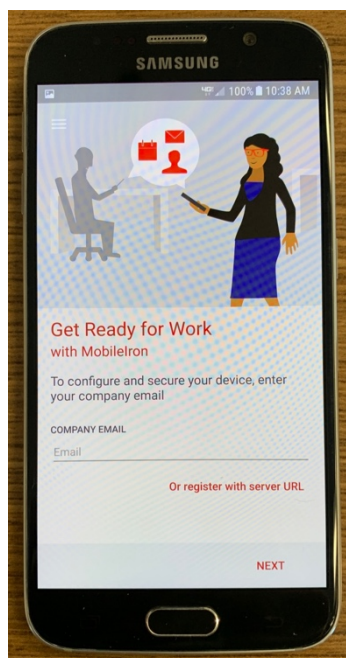 SAMSUNG
100% 10:38 AM
Get Ready for Work
with MobileIron
To configure and secure your device, enter
your company email
COMPANY EMAIL
Email
Or register with server URL
NEXT